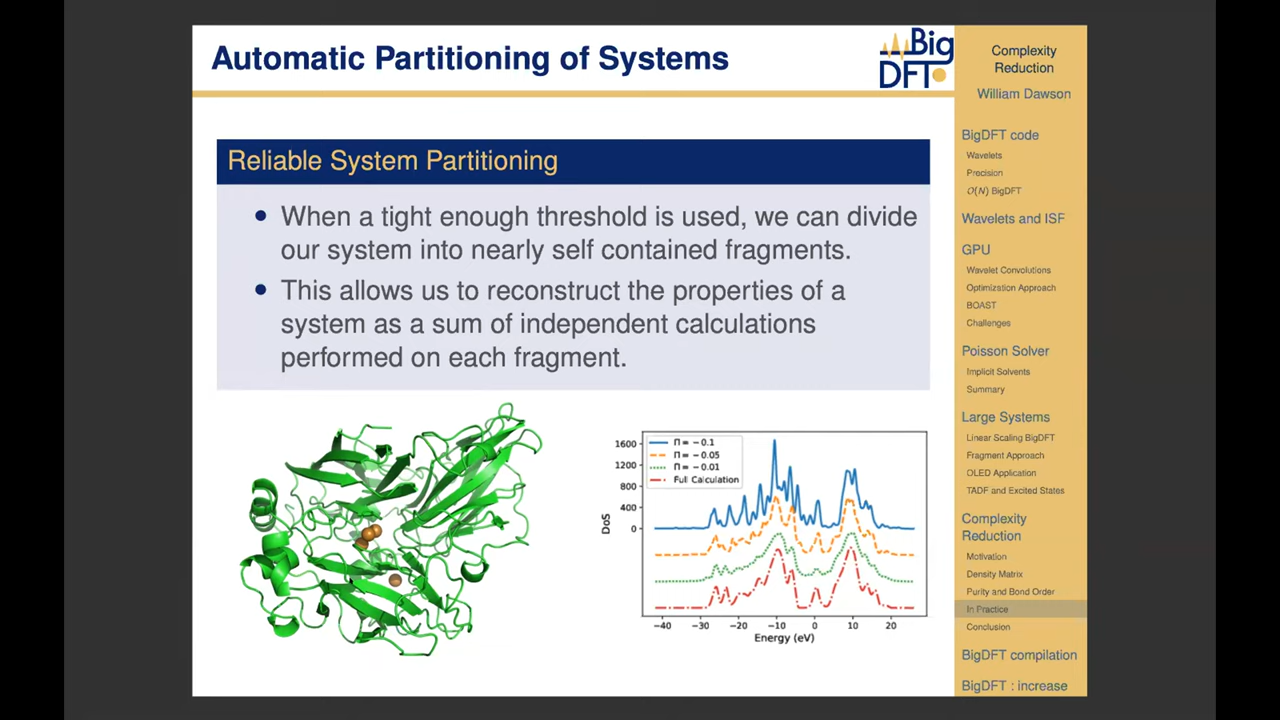 Automatic Partitioning of Systems
Big
DFT
Reliable System Partitioning
• When a tight enough threshold is used, we can divide
our system into nearly self contained fragments.
• This allows us to reconstruct the properties of a
system as a sum of independent calculations
performed on each fragment.
DoS
1600
1200
800
400
0
Π = −0.1
Π = −0.05
Π = −0.01
Full Calculation
−40 −30 −20 −10 0 10 20
Energy (eV)
Complexity
Reduction
William Dawson
BigDFT code
Wavelets
Precision
O(N) BigDFT
Wavelets and ISF
GPU
Wavelet Convolutions
Optimization Approach
BOAST
Challenges
Poisson Solver
Implicit Solvents
Summary
Large Systems
Linear Scaling BigDFT
Fragment Approach
OLED Application
TADF and Excited States
Complexity
Reduction
Motivation
Density Matrix
Purity and Bond Order
In Practice
Conclusion
BigDFT compilation
BigDFT : increase